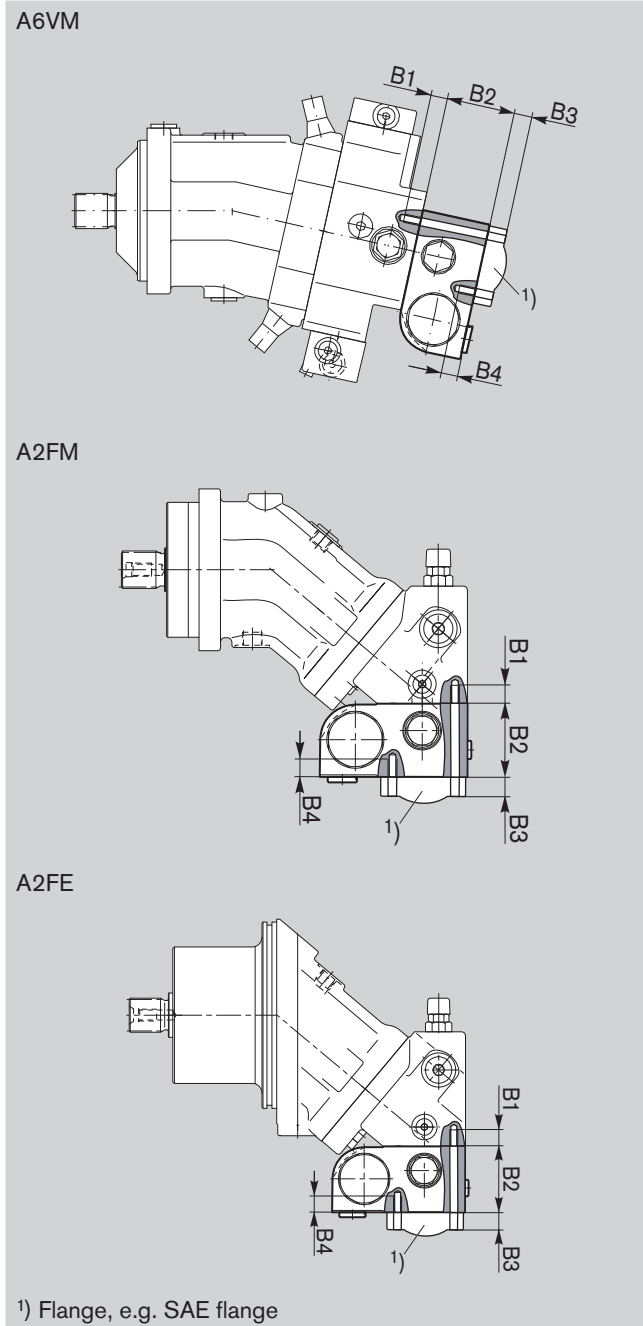 A6VM
B1
B2
B3
1)
B4
A2FM
B1
B2
B3
B4
1)
A2FE
B1
B2
B3
B4
1)
1) Flange, e.g. SAE flange